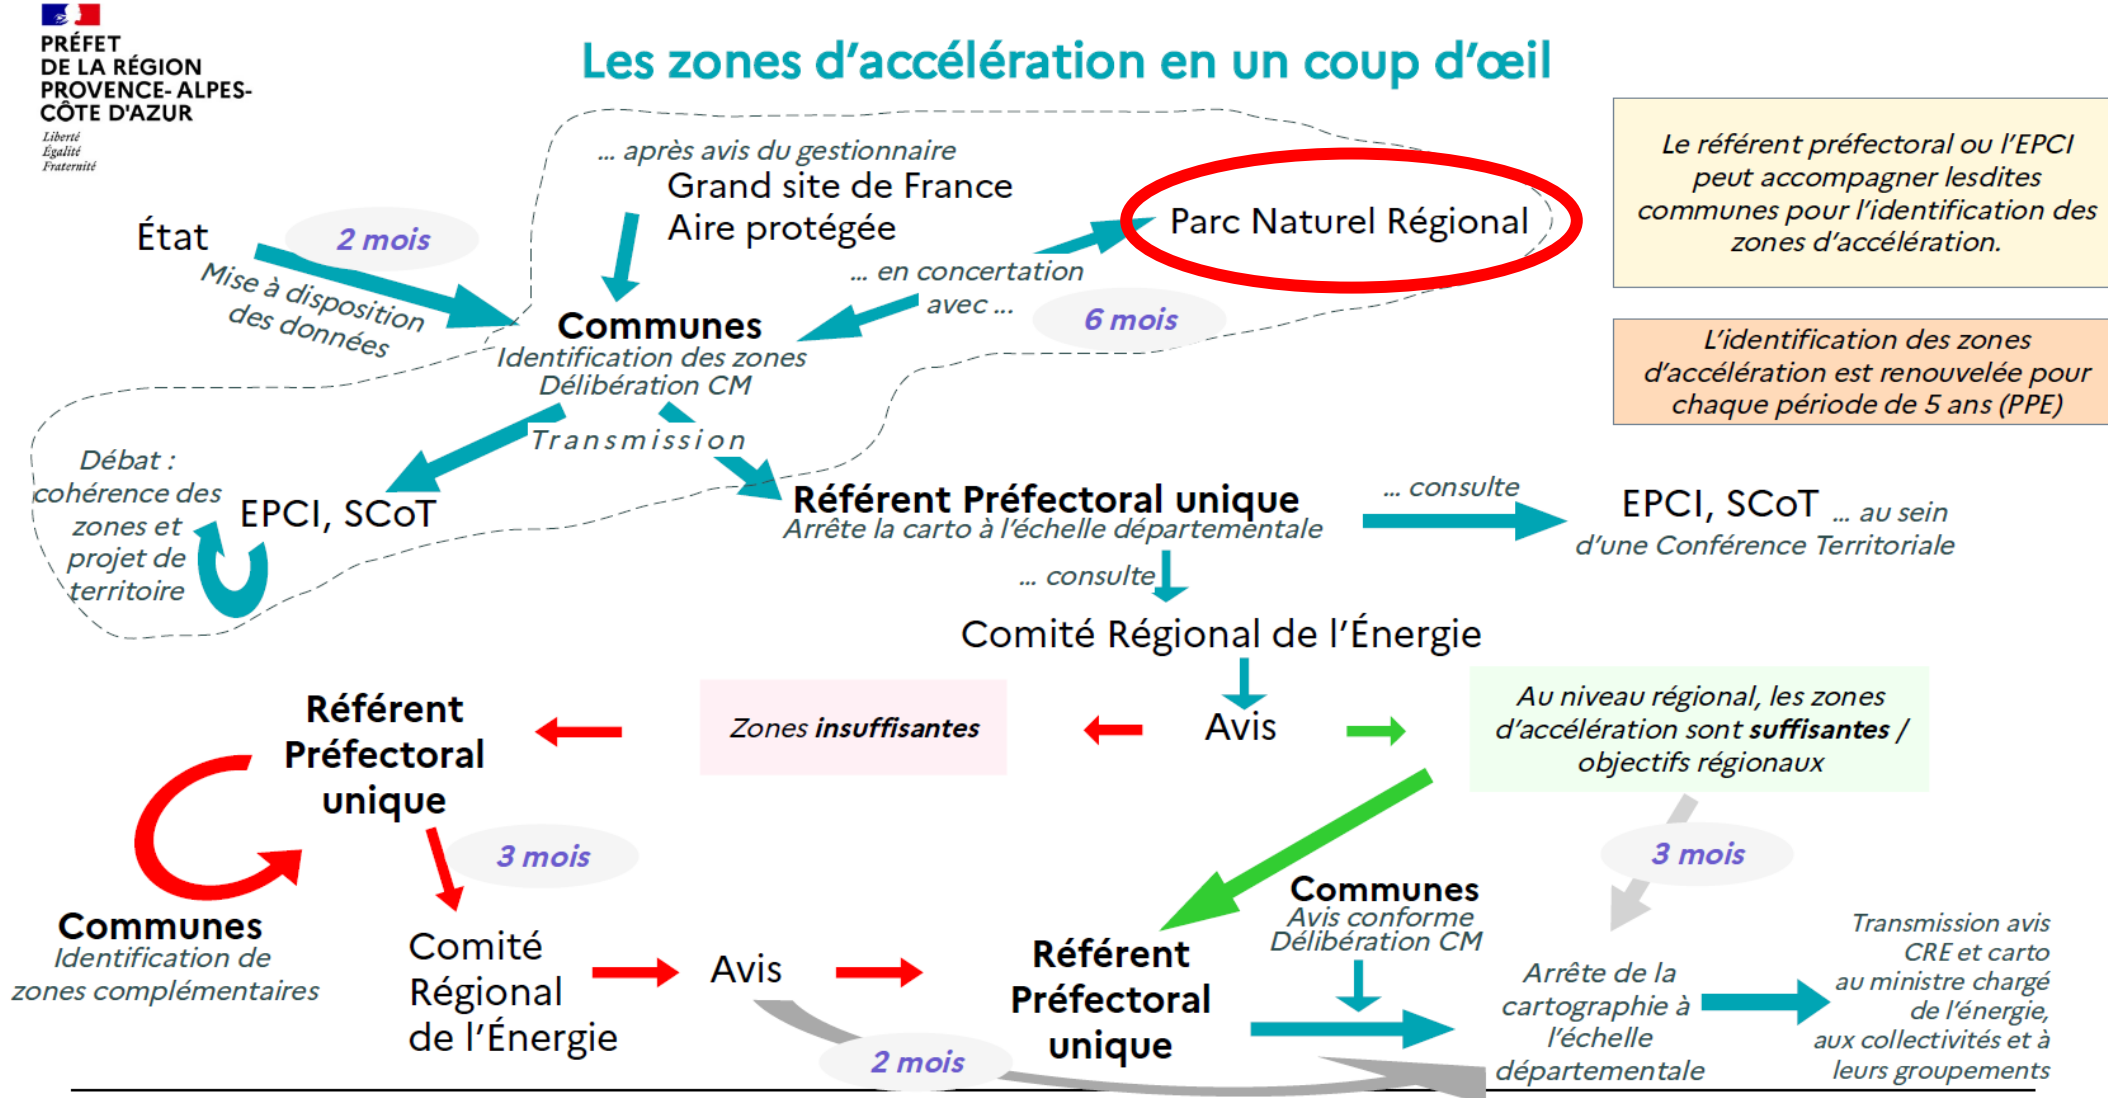 PRÉFET
DE LA RÉGION
PROVENCE- ALPES-
CÔTE D'AZUR
Liberté
Égalité
Fraternité
Les zones d'accélération en un coup d'œil
... après avis du gestionnaire
Grand site de France
Aire protégée
Parc Naturel Régional
Le référent préfectoral ou l'EPCI
peut accompagner lesdites
communes pour l'identification des
zones d'accélération.
État
2 mois
Mise à disposition
des données
... en concertation
avec ...
6 mois
Communes
Identification des zones
Délibération CM
L'identification des zones
d'accélération est renouvelée pour
chaque période de 5 ans (PPE)
Transmission
Débat :
cohérence des
zones et
projet de
territoire
EPCI, SCoT
Référent Préfectoral unique
Arrête la carto à l'échelle départementale
... consulte
EPCI, SCoT ... au sein
d'une Conférence Territoriale
... consulte
Comité Régional de l'Énergie
Avis
Zones insuffisantes
Au niveau régional, les zones
d'accélération sont suffisantes /
objectifs régionaux
Référent
Préfectoral
unique
3 mois
3 mois
Communes
Identification de
zones complémentaires
Comité
Régional
de l'Énergie
Avis
2 mois
Référent
Préfectoral
unique
Communes
Avis conforme
Délibération CM
Arrête de la
cartographie à
l'échelle
départementale
Transmission avis
CRE et carto
au ministre chargé
de l'énergie,
aux collectivités et à
leurs groupements